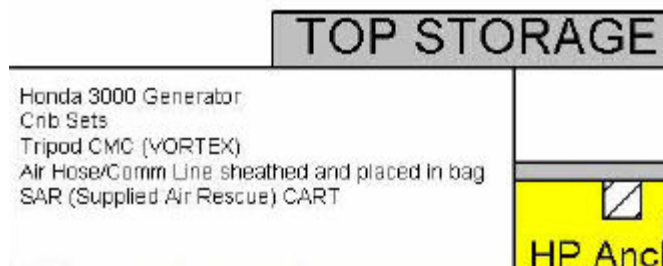 TOP STORAGE
Honda 3000 Generator
Crib Sets
Tripod CMC (VORTEX)
Air Hose/Comm Line sheathed and placed in bag
SAR (Supplied Air Rescue) CART
HP